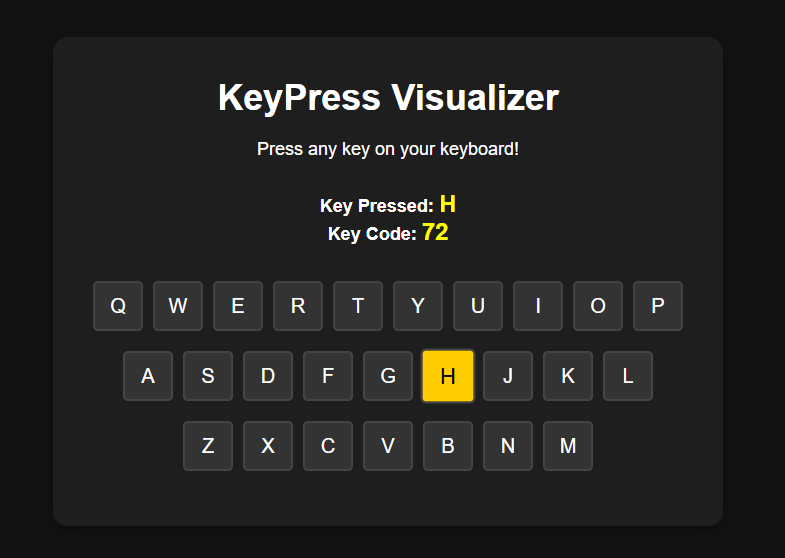 KeyPress Visualizer
Press any key on your keyboard!
Key Pressed: H
Key Code: 72
Q W E R T Y U I O P
A S D F G H J K L
Z X C V B N M